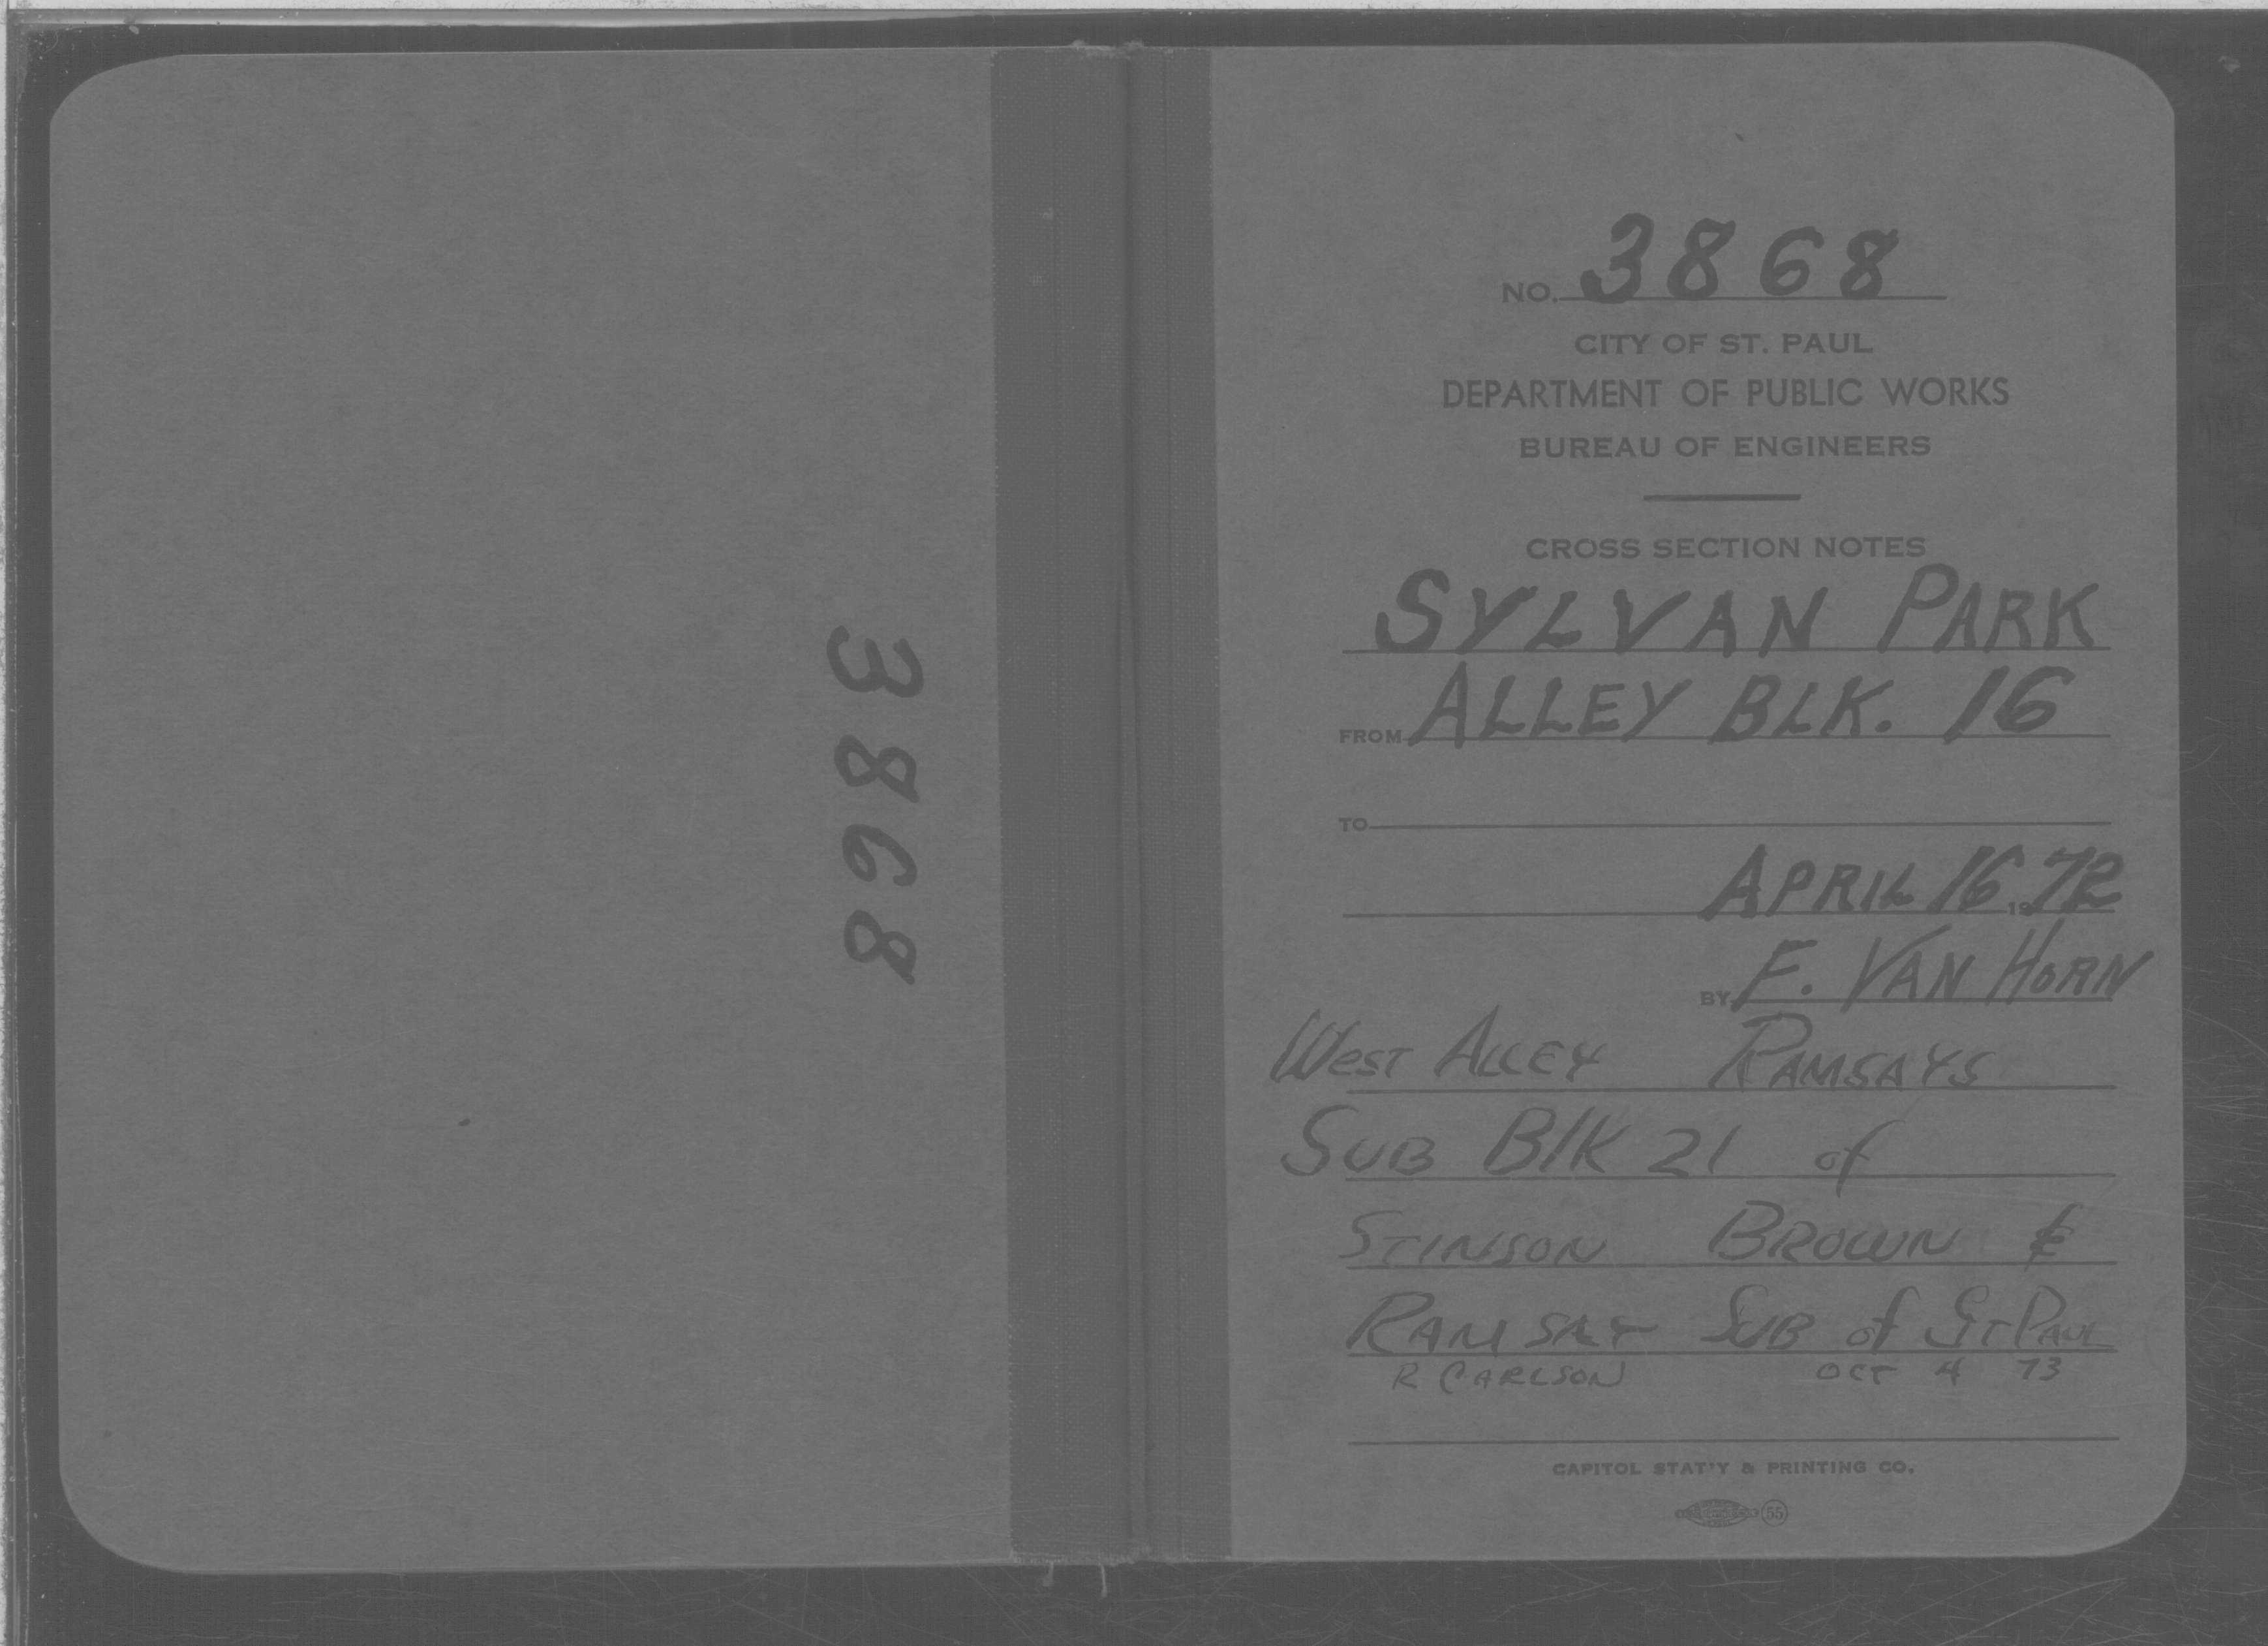 3868
NO. 3868
CITY OF ST. PAUL
DEPARTMENT OF PUBLIC WORKS
BUREAU OF ENGINEERS
CROSS SECTION NOTES
SYLVAN PARK
FROM ALLEY BLK. 16
TO
APRIL 16 1972
BY F. VAN HORN
WEST ALLEY RAMSAYS
SUB Blk 21 of
STINSON BROWN &
RAMSAY SUB of ST PAUL
R CARLSON OCT 4 73
CAPITOL STAT'Y & PRINTING CO.
55